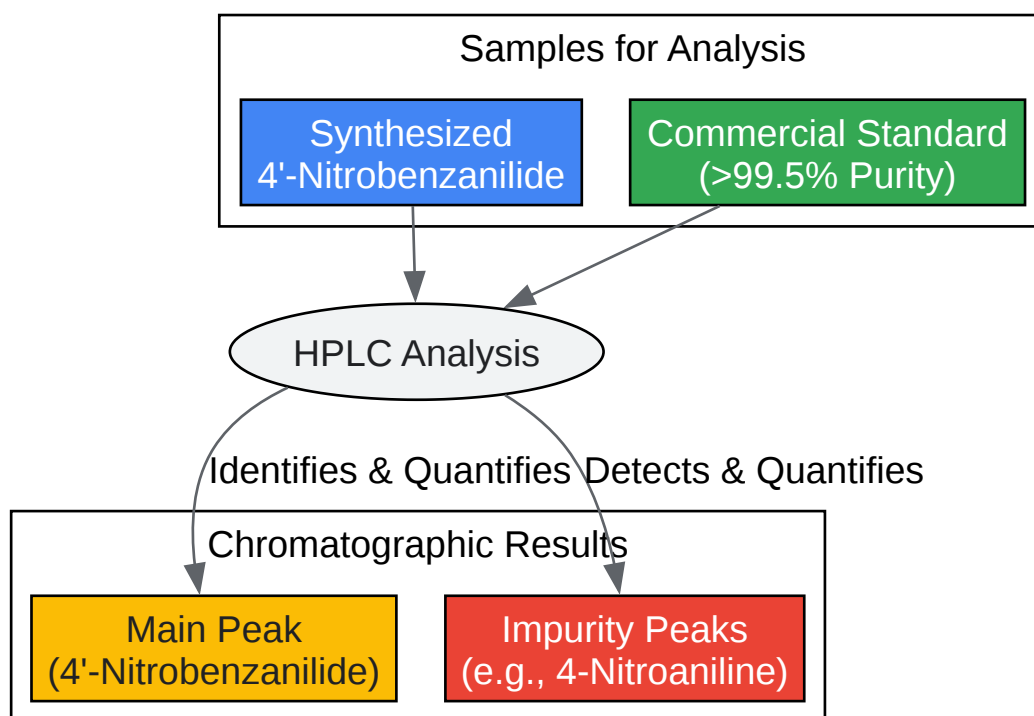 Samples for Analysis
Synthesized
4'-Nitrobenzanilide
Commercial Standard
(>99.5% Purity)
HPLC Analysis
Identifies & Quantifies
Detects & Quantifies
Chromatographic Results
Main Peak
(4'-Nitrobenzanilide)
Impurity Peaks
(e.g., 4-Nitroaniline)